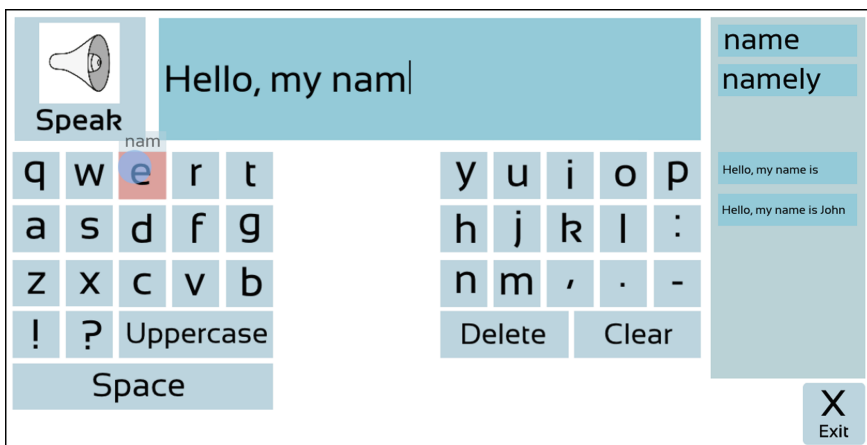 Speak
Hello, my nam
name
namely
nam
q w e r t
y u i o p
Hello, my name is
a s d f g
h j k l :
Hello, my name is John
z x c v b
n m , . -
! ? Uppercase
Delete Clear
Space
X
Exit